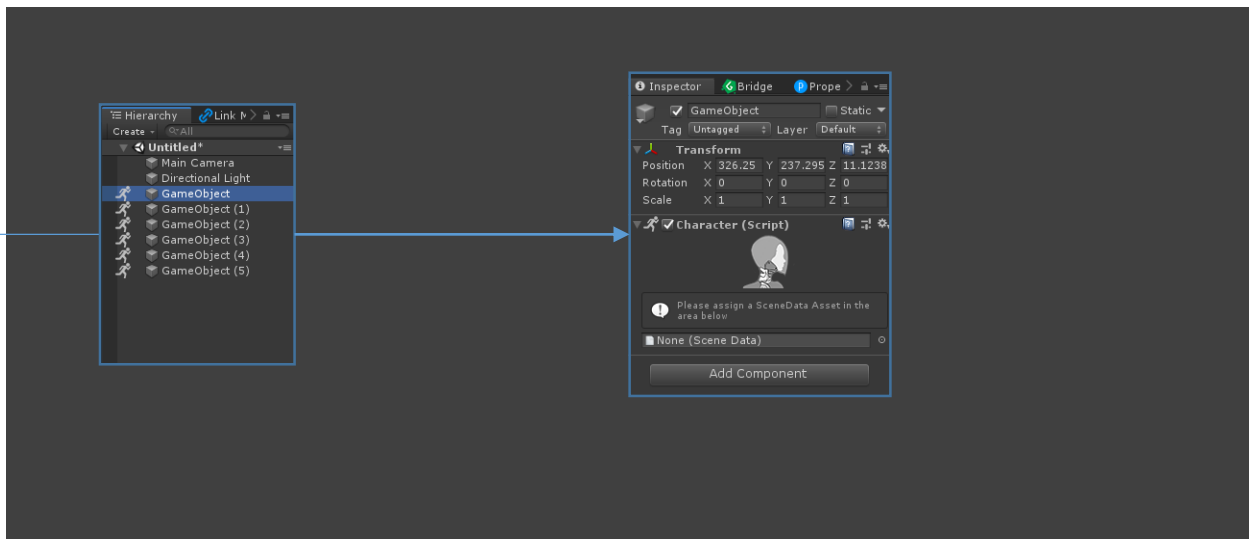 Hierarchy
Link
Create
All
Untitled*
Main Camera
Directional Light
GameObject
GameObject (1)
GameObject (2)
GameObject (3)
GameObject (4)
GameObject (5)
Inspector Bridge Prope
GameObject Static
Tag Untagged Layer Default
Transform
Position X 326.25 Y 237.295 Z 11.1238
Rotation X 0 Y 0 Z 0
Scale X 1 Y 1 Z 1
Character (Script)
Please assign a SceneData Asset in the
area below
None (Scene Data)
Add Component